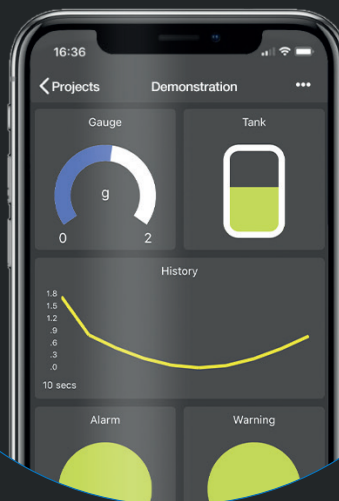 16:36
Projects Demonstration •••
Gauge
g
0 2
Tank
History
1.8
1.5
1.2
.9
.6
.3
.0
10 secs
Alarm Warning